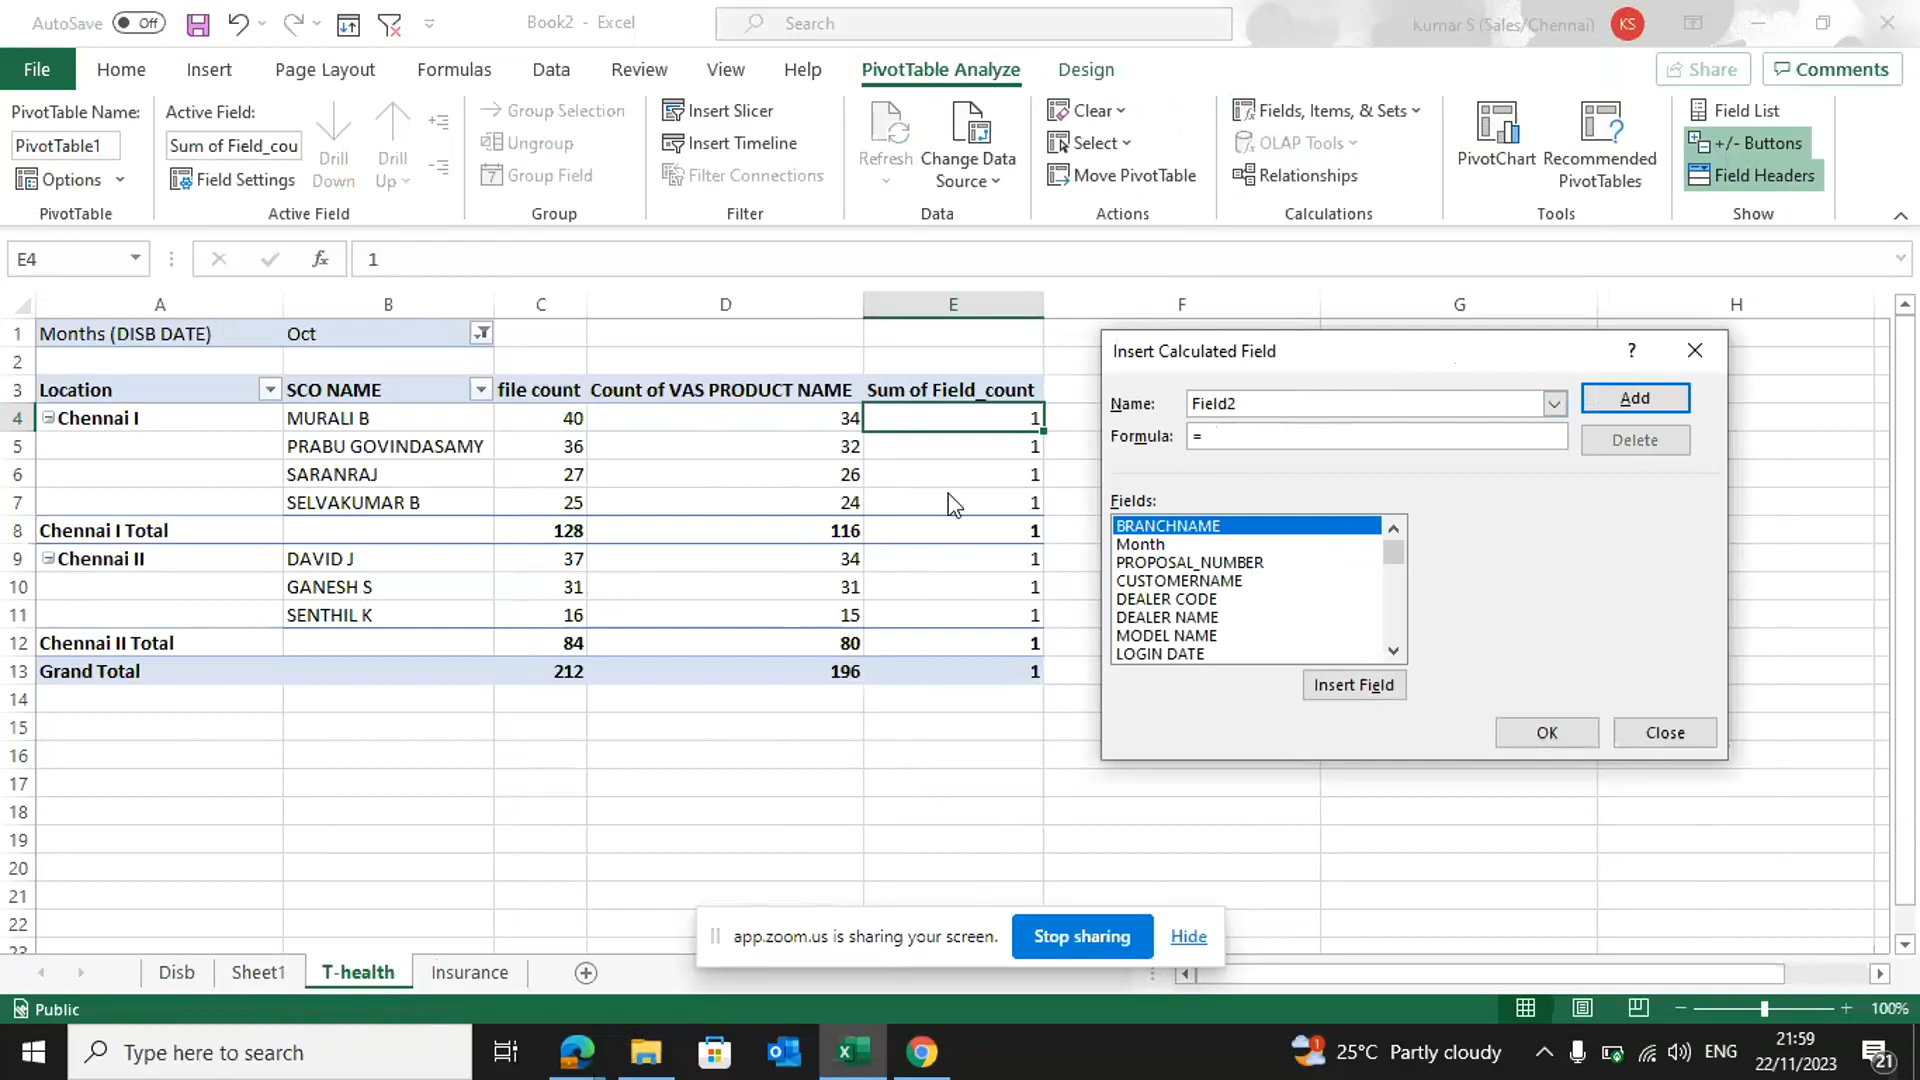 AutoSave Off Book2 - Excel Search Kumar S (Sales/Chennai) KS
File Home Insert Page Layout Formulas Data Review View Help PivotTable Analyze Design Share Comments
PivotTable Name:
PivotTable1
Options
PivotTable
Active Field:
Sum of Field_cou
Field Settings
Drill Down
Drill Up
Active Field
Group Selection
Ungroup
7 Group Field
Group
Insert Slicer
Insert Timeline
Filter Connections
Filter
Refresh
Change Data Source
Data
Clear
Select
Move PivotTable
Actions
Fields, Items, & Sets
OLAP Tools
Relationships
Calculations
PivotChart
Recommended PivotTables
Tools
Field List
+/- Buttons
Field Headers
Show
E4 fx 1
A B C D E F G H
1 Months (DISB DATE) Oct
2
3 Location SCO NAME file count Count of VAS PRODUCT NAME Sum of Field_count
4 Chennai I MURALI B 40 34 1
5 PRABU GOVINDASAMY 36 32 1
6 SARANRAJ 27 26 1
7 SELVAKUMAR B 25 24 1
8 Chennai I Total 128 116 1
9 Chennai II DAVID J 37 34 1
10 GANESH S 31 31 1
11 SENTHIL K 16 15 1
12 Chennai II Total 84 80 1
13 Grand Total 212 196 1
14
15
16
17
18
19
20
21
22
23
Insert Calculated Field ?
Name: Field2 Add
Formula: = Delete
Fields:
BRANCHNAME
Month
PROPOSAL_NUMBER
CUSTOMERNAME
DEALER CODE
DEALER NAME
MODEL NAME
LOGIN DATE
Insert Field
OK Close
app.zoom.us is sharing your screen. Stop sharing Hide
Disb Sheet1 T-health Insurance
Public 100%
Type here to search 1 25°C Partly cloudy ENG 21:59
22/11/2023 21